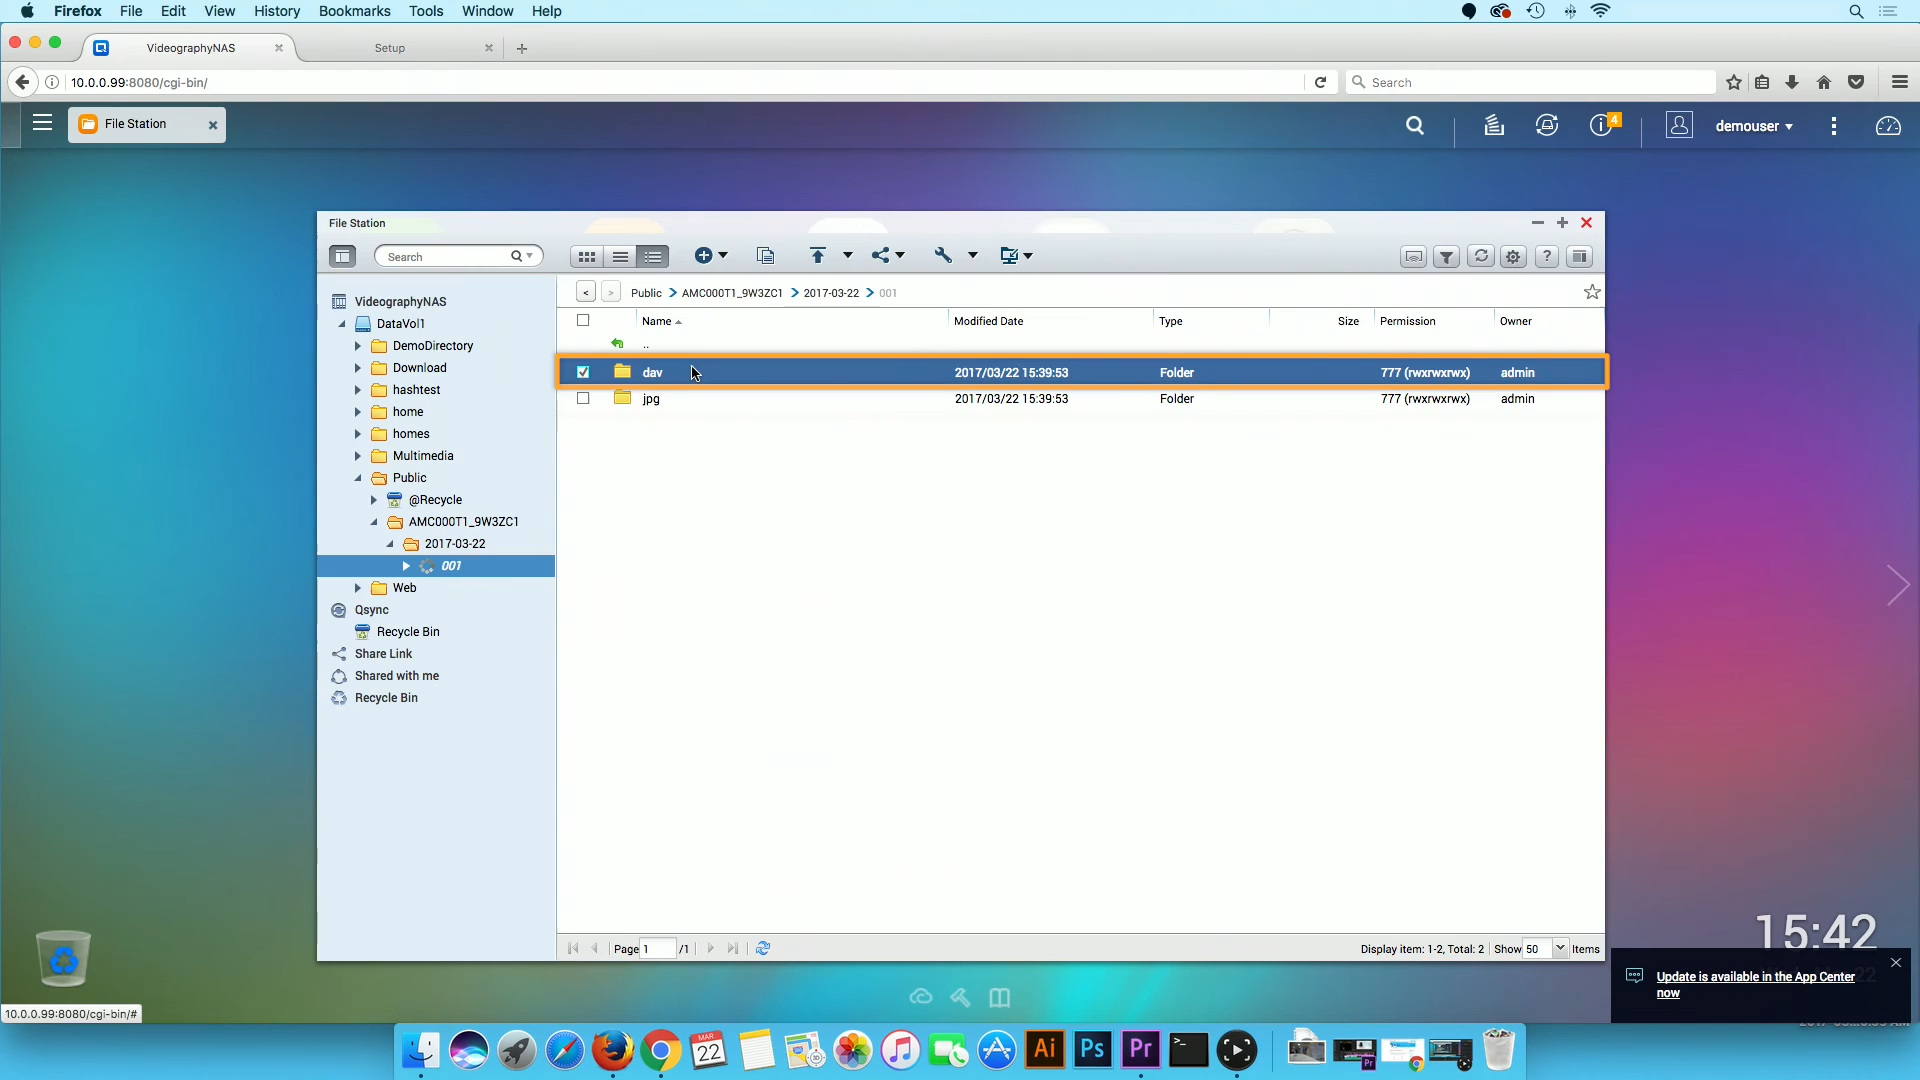 Firefox File Edit View History Bookmarks Tools Window Help
VideographyNAS Setup
10.0.0.99:8080/cgi-bin/ Search
File Station 4 demouser
File Station
Search
Public AMC000T1_9W3ZC1 2017-03-22 001
Name Modified Date Type Size Permission Owner
..
dav 2017/03/22 15:39:53 Folder 777 (rwxrwxrwx) admin
jpg 2017/03/22 15:39:53 Folder 777 (rwxrwxrwx) admin
VideographyNAS
DataVol1
DemoDirectory
Download
hashtest
home
homes
Multimedia
Public
@Recycle
AMC000T1_9W3ZC1
2017-03-22
001
Web
Qsync
Recycle Bin
Share Link
Shared with me
Recycle Bin
Page 1 /1 Display item: 1-2, Total: 2 Show 50 Items
15:42
Update is available in the App Center
now
10.0.0.99:8080/cgi-bin/#
MAR
22
Ai Ps Pr